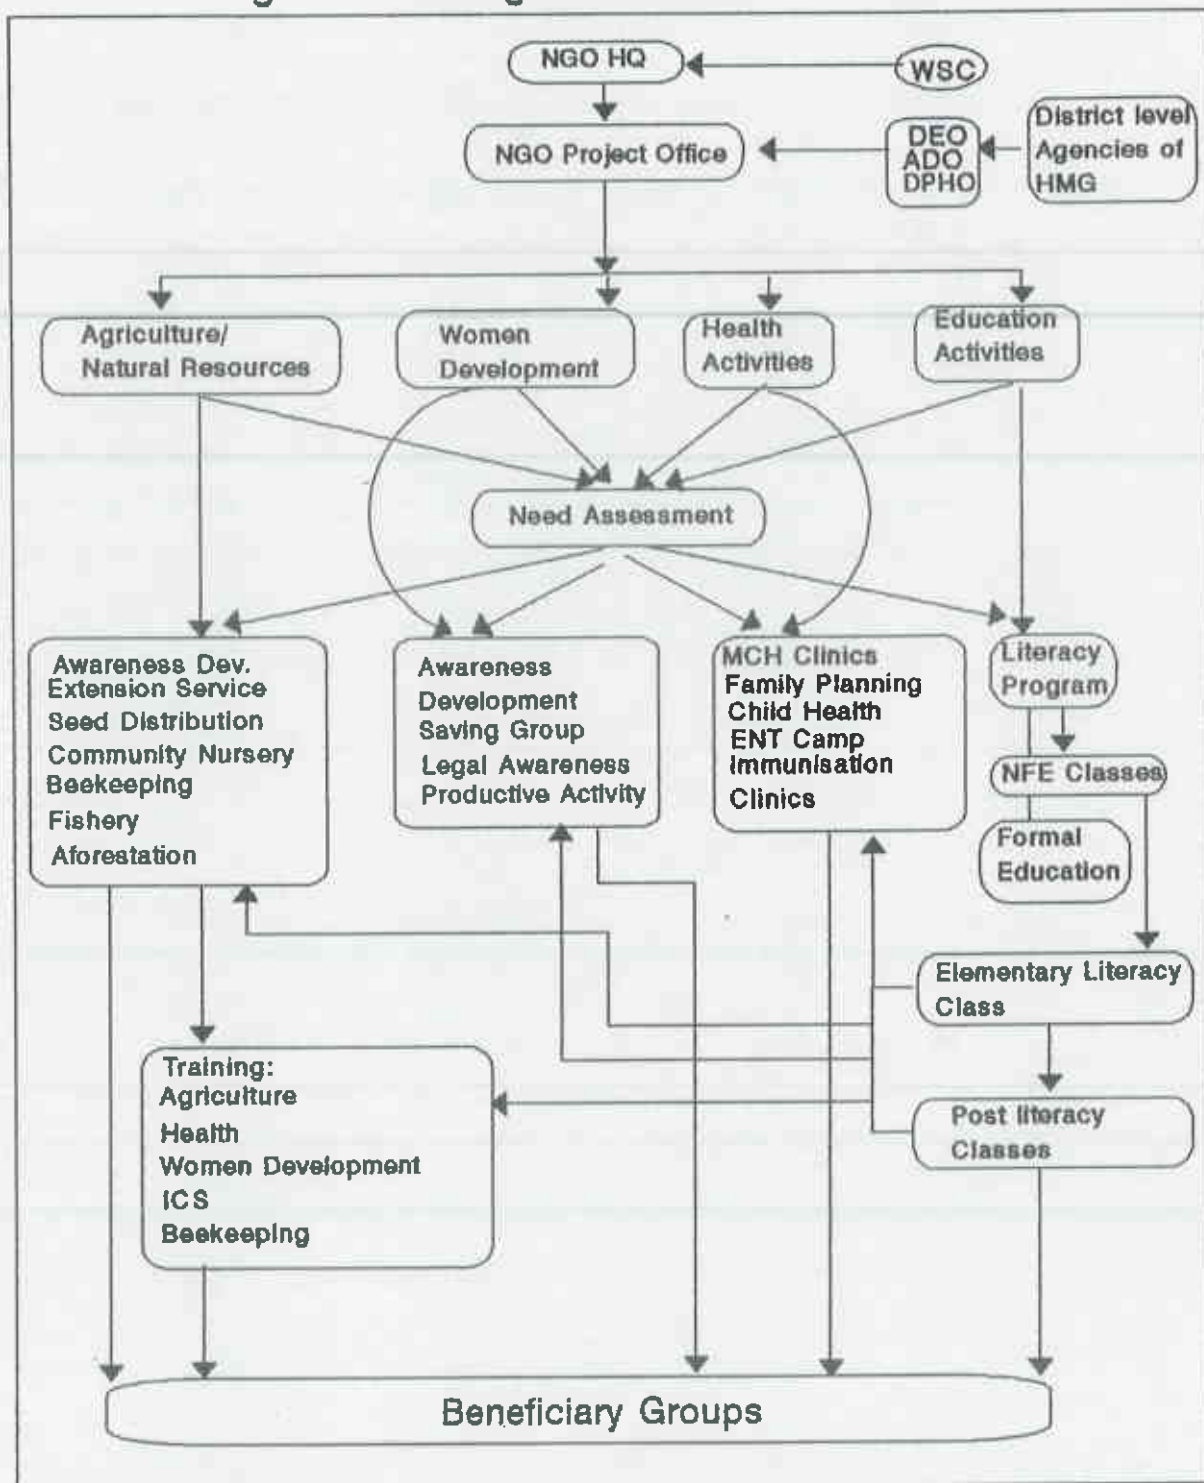 NGO HQ
WSC
NGO Project Office
DEO
ADO
DPHO
District level
Agencies of
HMG
Agriculture/
Natural Resources
Women
Development
Health
Activities
Education
Activities
Need Assessment
Awareness Dev.
Extension Service
Seed Distribution
Community Nursery
Beekeeping
Fishery
Aforestation
Awareness
Development
Saving Group
Legal Awareness
Productive Activity
MCH Clinics
Family Planning
Child Health
ENT Camp
Immunisation
Clinics
Literacy
Program
NFE Classes
Formal
Education
Elementary Literacy
Class
Post literacy
Classes
Training:
Agriculture
Health
Women Development
ICS
Beekeeping
Beneficiary Groups